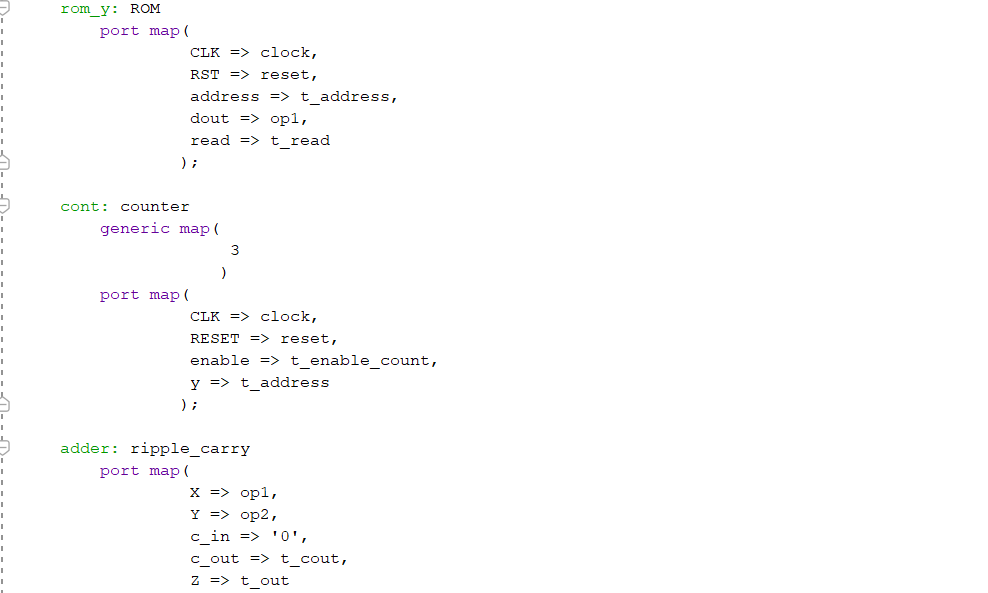 rom_y: ROM
port map(
CLK => clock,
RST => reset,
address => t_address,
dout => op1,
read => t_read
);
cont: counter
generic map(
3
)
port map(
CLK => clock,
RESET => reset,
enable => t_enable_count,
y => t_address
);
adder: ripple_carry
port map(
X => op1,
Y => op2,
c_in => '0',
c_out => t_cout,
Z => t_out